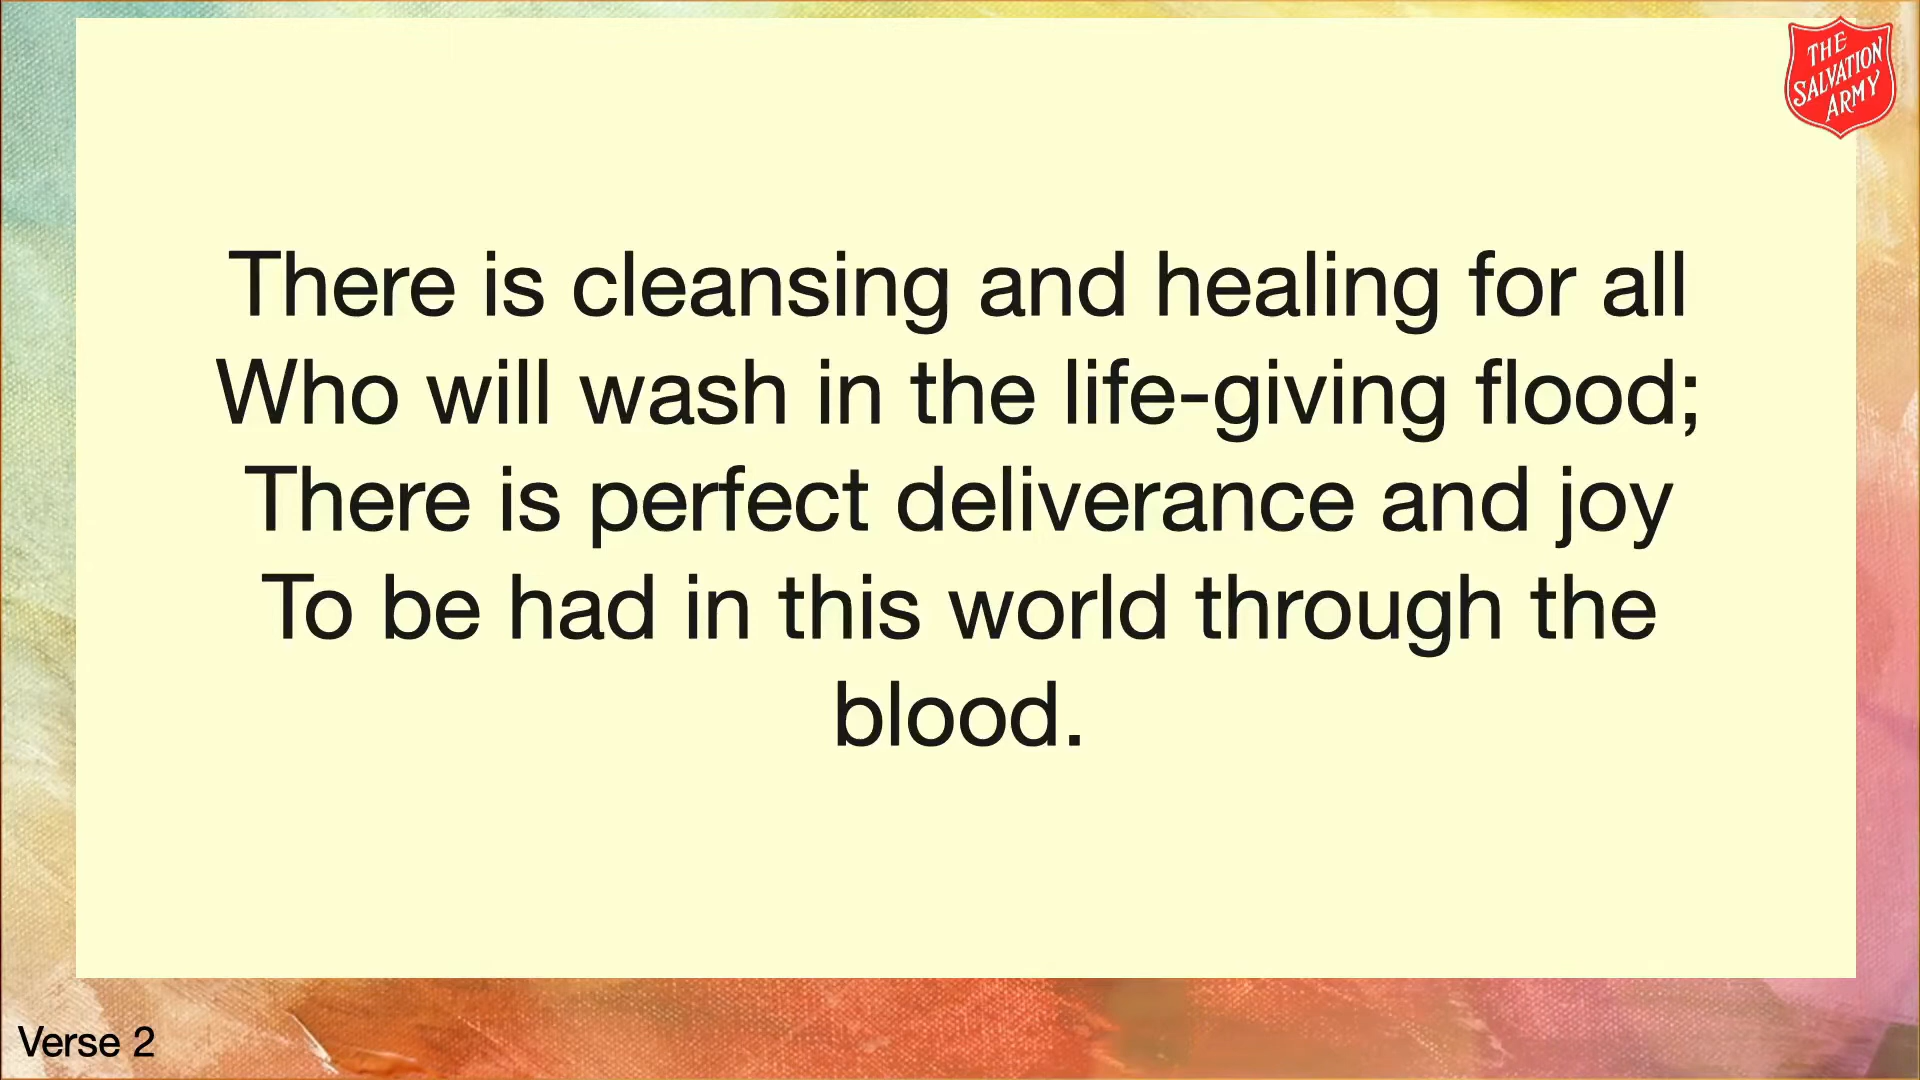 THE
SALVATION
ARMY
There is cleansing and healing for all
Who will wash in the life-giving flood;
There is perfect deliverance and joy
To be had in this world through the
blood.
Verse 2